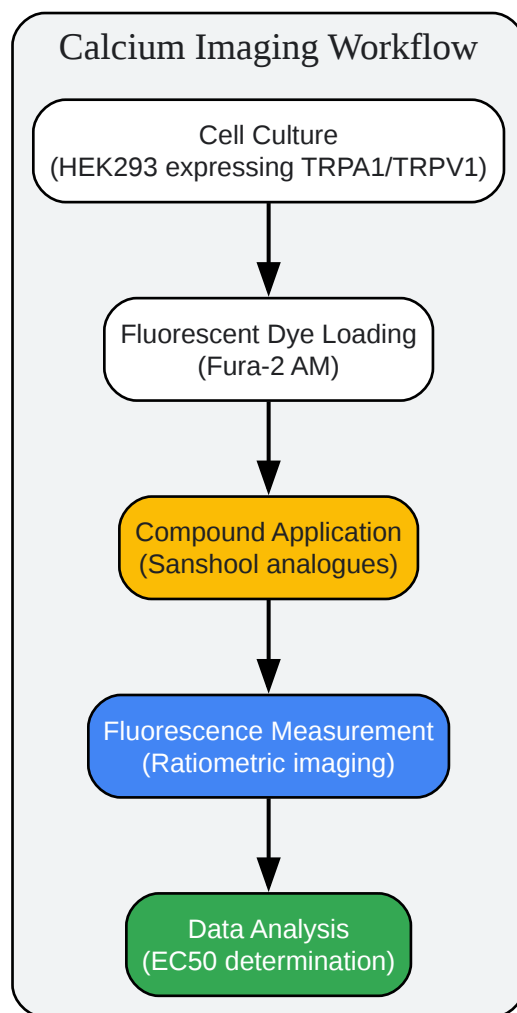 Calcium Imaging Workflow
Cell Culture
(HEK293 expressing TRPA1/TRPV1)
Fluorescent Dye Loading
(Fura-2 AM)
Compound Application
(Sanshool analogues)
Fluorescence Measurement
(Ratiometric imaging)
Data Analysis
(EC50 determination)